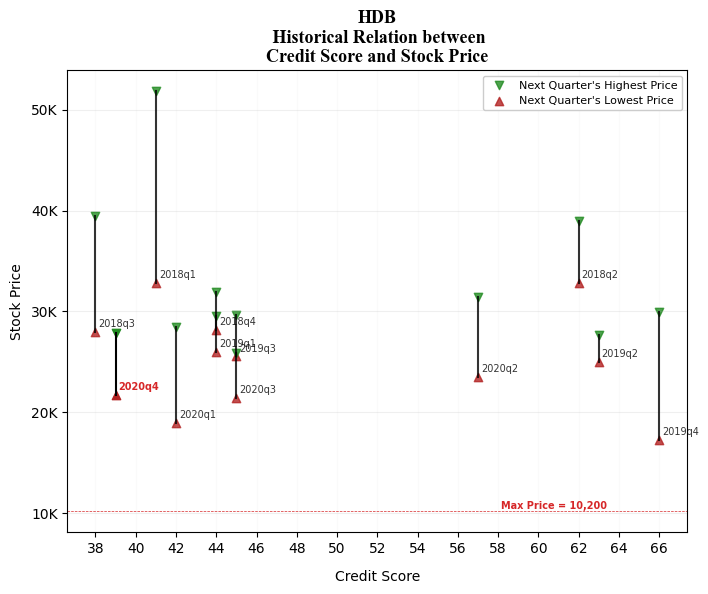 HDB
Historical Relation between
Credit Score and Stock Price
Next Quarter's Highest Price
Next Quarter's Lowest Price
50K
40K
30K
20K
10K
Stock Price
2018q1
2018q2
2018q3
2018q4
2019q1
2019q3
2019q2
2020q4
2020q2
2020q3
2020q1
2019q4
Max Price = 10,200
38 40 42 44 46 48 50 52 54 56 58 60 62 64 66
Credit Score